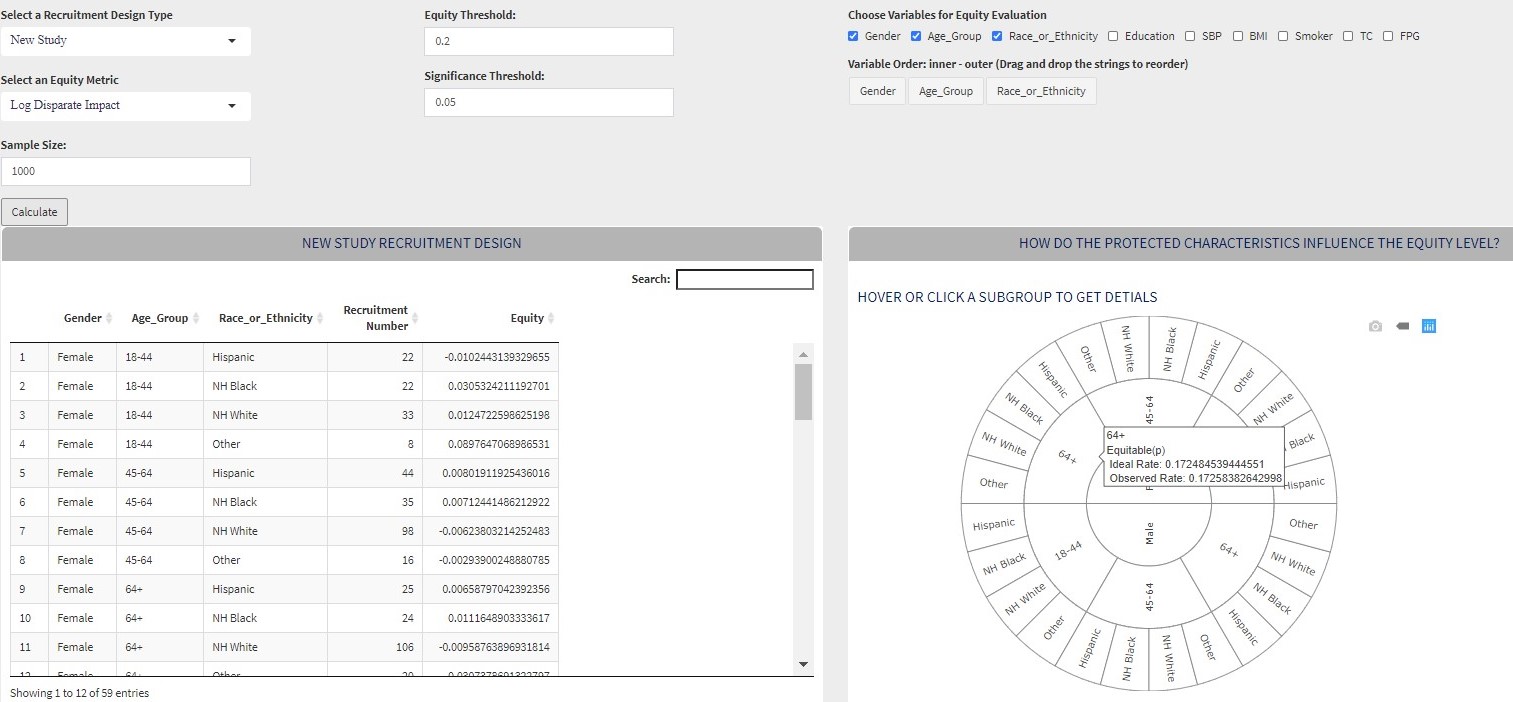 Select a Recruitment Design Type
New Study
Select an Equity Metric
Log Disparate Impact
Sample Size:
1000
Calculate
Equity Threshold:
0.2
Significance Threshold:
0.05
Choose Variables for Equity Evaluation
Gender Age_Group Race_or_Ethnicity Education SBP BMI Smoker TC FPG
Variable Order: inner - outer (Drag and drop the strings to reorder)
Gender Age_Group Race_or_Ethnicity
NEW STUDY RECRUITMENT DESIGN
Search:
Gender Age_Group Race_or_Ethnicity Recruitment Number Equity
1 Female 18-44 Hispanic 22 -0.0102443139329655
2 Female 18-44 NH Black 22 0.0305324211192701
3 Female 18-44 NH White 33 0.0124722598625198
4 Female 18-44 Other 8 0.0897647068986531
5 Female 45-64 Hispanic 44 0.00801911925436016
6 Female 45-64 NH Black 35 0.00712441486212922
7 Female 45-64 NH White 98 -0.00623803214252483
8 Female 45-64 Other 16 -0.00293900248880785
9 Female 64+ Hispanic 25 0.00658797042392356
10 Female 64+ NH Black 24 0.0111648903333617
11 Female 64+ NH White 106 -0.00958763896931814
12 Female 64+ Other 20
Showing 1 to 12 of 59 entries
HOW DO THE PROTECTED CHARACTERISTICS INFLUENCE THE EQUITY LEVEL?
HOVER OR CLICK A SUBGROUP TO GET DETIALS
NH White
NH Black
Hispanic
Other
NH White
Black
Hispanic
Other
NH White
NH Black
Hispanic
Other
NH White
NH Black
Hispanic
Other
NH White
NH Black
Hispanic
Other
NH White
NH Black
Hispanic
Other
45-64
64+
18-44
45-64
64+
Male
64+
Equitable(p)
Ideal Rate: 0.172484539444551
Observed Rate: 0.17258382642998